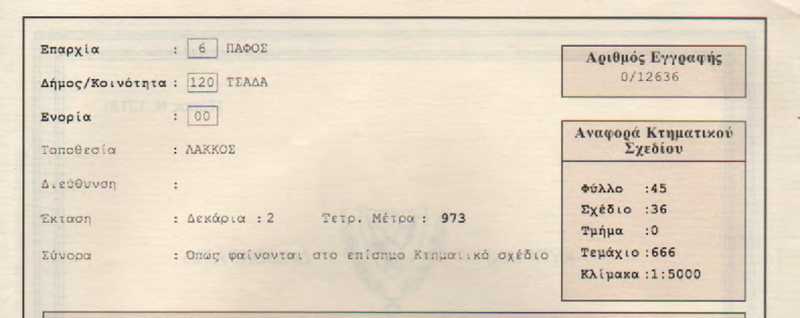 Επαρχία : 6 ΠΑΦΟΣ
Δήμος/Κοινότητα : 120 ΤΣΑΔΑ
Ενορία : 00
Τοποθεσία : ΛΑΚΚΟΣ
Διεύθυνση :
Έκταση : Δεκάρια : 2 Τετρ. Μέτρα : 973
Σύνορα : Όπως φαίνονται στο επίσημο Κτηματικό σχέδιο
Αριθμός Εγγραφής
0/12636
Αναφορά Κτηματικού
Σχεδίου
Φύλλο :45
Σχέδιο :36
Τμήμα :0
Τεμάχιο :666
Κλίμακα :1:5000